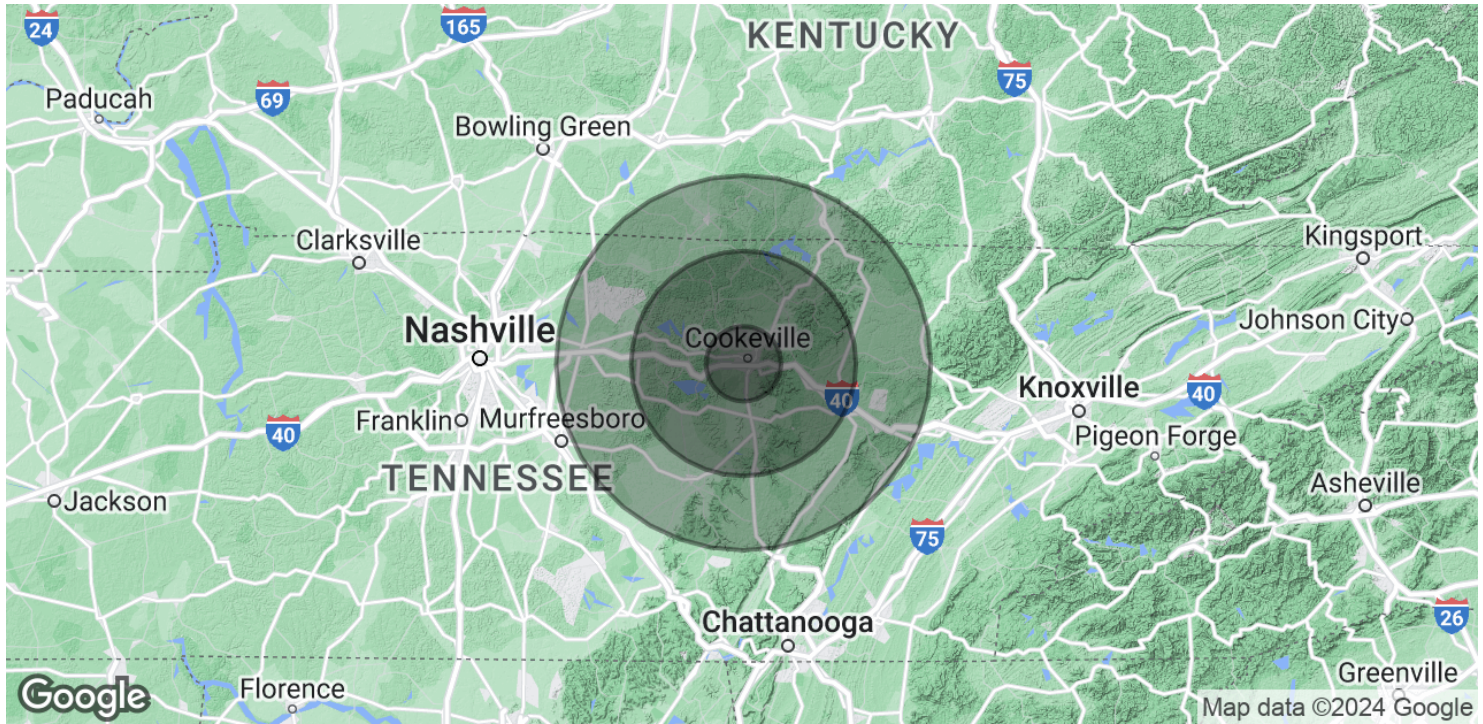 24
165
KENTUCKY
75
Paducah
69
Bowling Green
Clarksville
Kingsport
Nashville
Cookeville
Johnson City
Knoxville
40
40
Franklin
Murfreesboro
40
Pigeon Forge
TENNESSEE
Jackson
Asheville
75
Chattanooga
26
Greenville
Florence
Google
Map data ©2024 Google